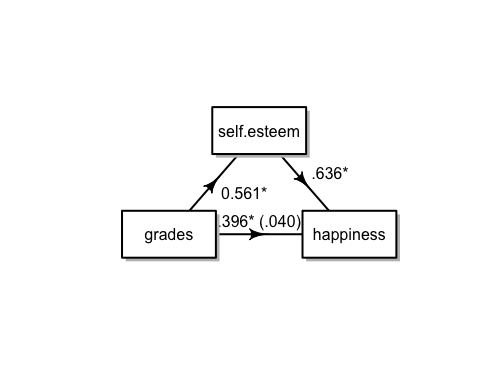 self.esteem
.636*
0.561*
.396* (.040)
grades
happiness